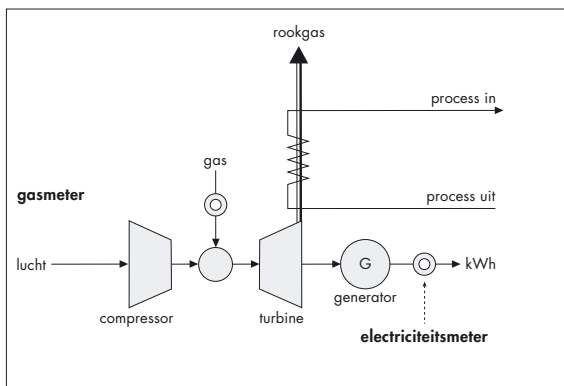 rookgas
process in
gas
gasmeter
process uit
lucht
G
kWh
generator
compressor
turbine
electriciteitsmeter